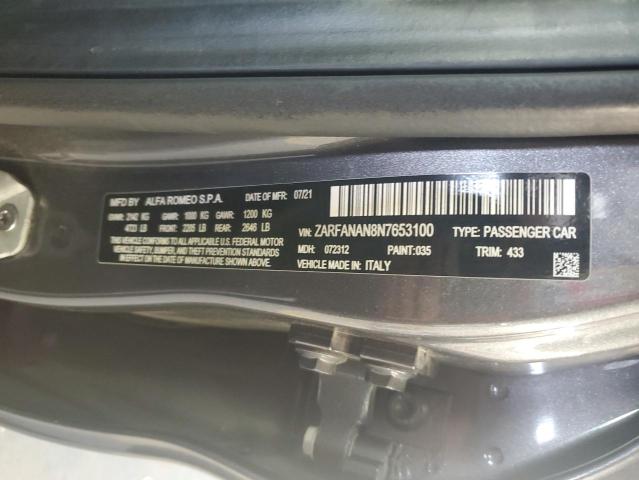 MFD BY ALFA ROMEO S.P.A. DATE OF MFR: 07/21
GVWR: 2142 KG GAWR: 1000 KG GAWR: 1200 KG
4723 LB FRONT: 2205 LB REAR: 2646 LB
THIS VEHICLE CONFORMS TO ALL APPLICABLE U.S. FEDERAL MOTOR
VEHICLE SAFETY, BUMPER, AND THEFT PREVENTION STANDARDS
IN EFFECT ON THE DATE OF MANUFACTURE SHOWN ABOVE.
VIN: ZARFANAN8N7653100 TYPE: PASSENGER CAR
MDH: 072312 PAINT: 035 TRIM: 433
VEHICLE MADE IN: ITALY